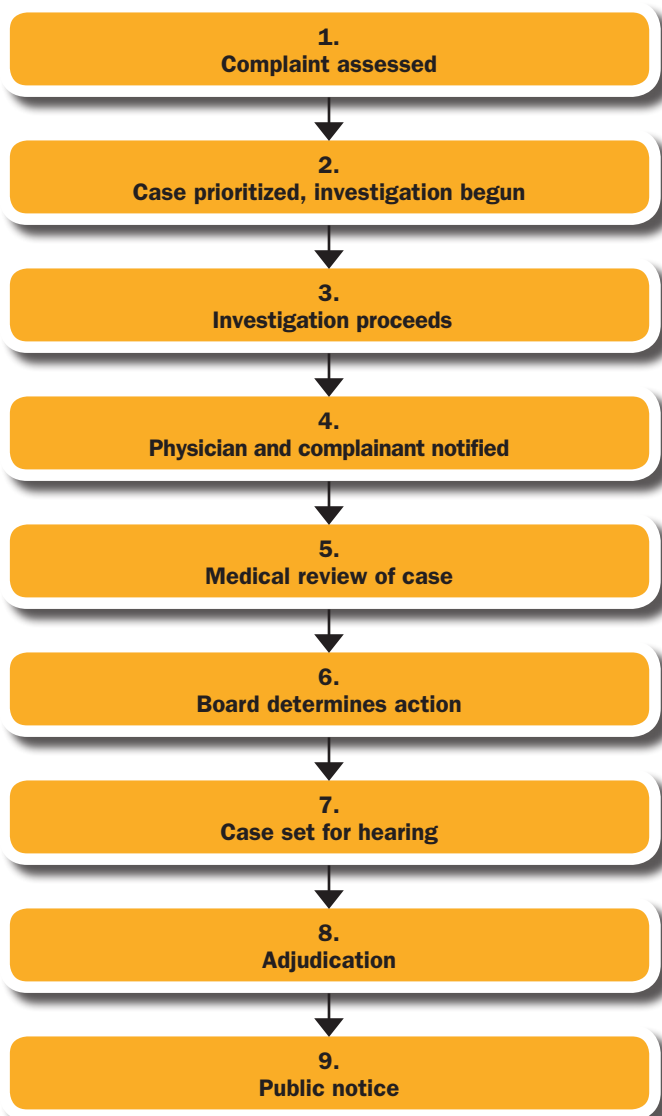 1.
Complaint assessed
2.
Case prioritized, investigation begun
3.
Investigation proceeds
4.
Physician and complainant notified
5.
Medical review of case
6.
Board determines action
7.
Case set for hearing
8.
Adjudication
9.
Public notice